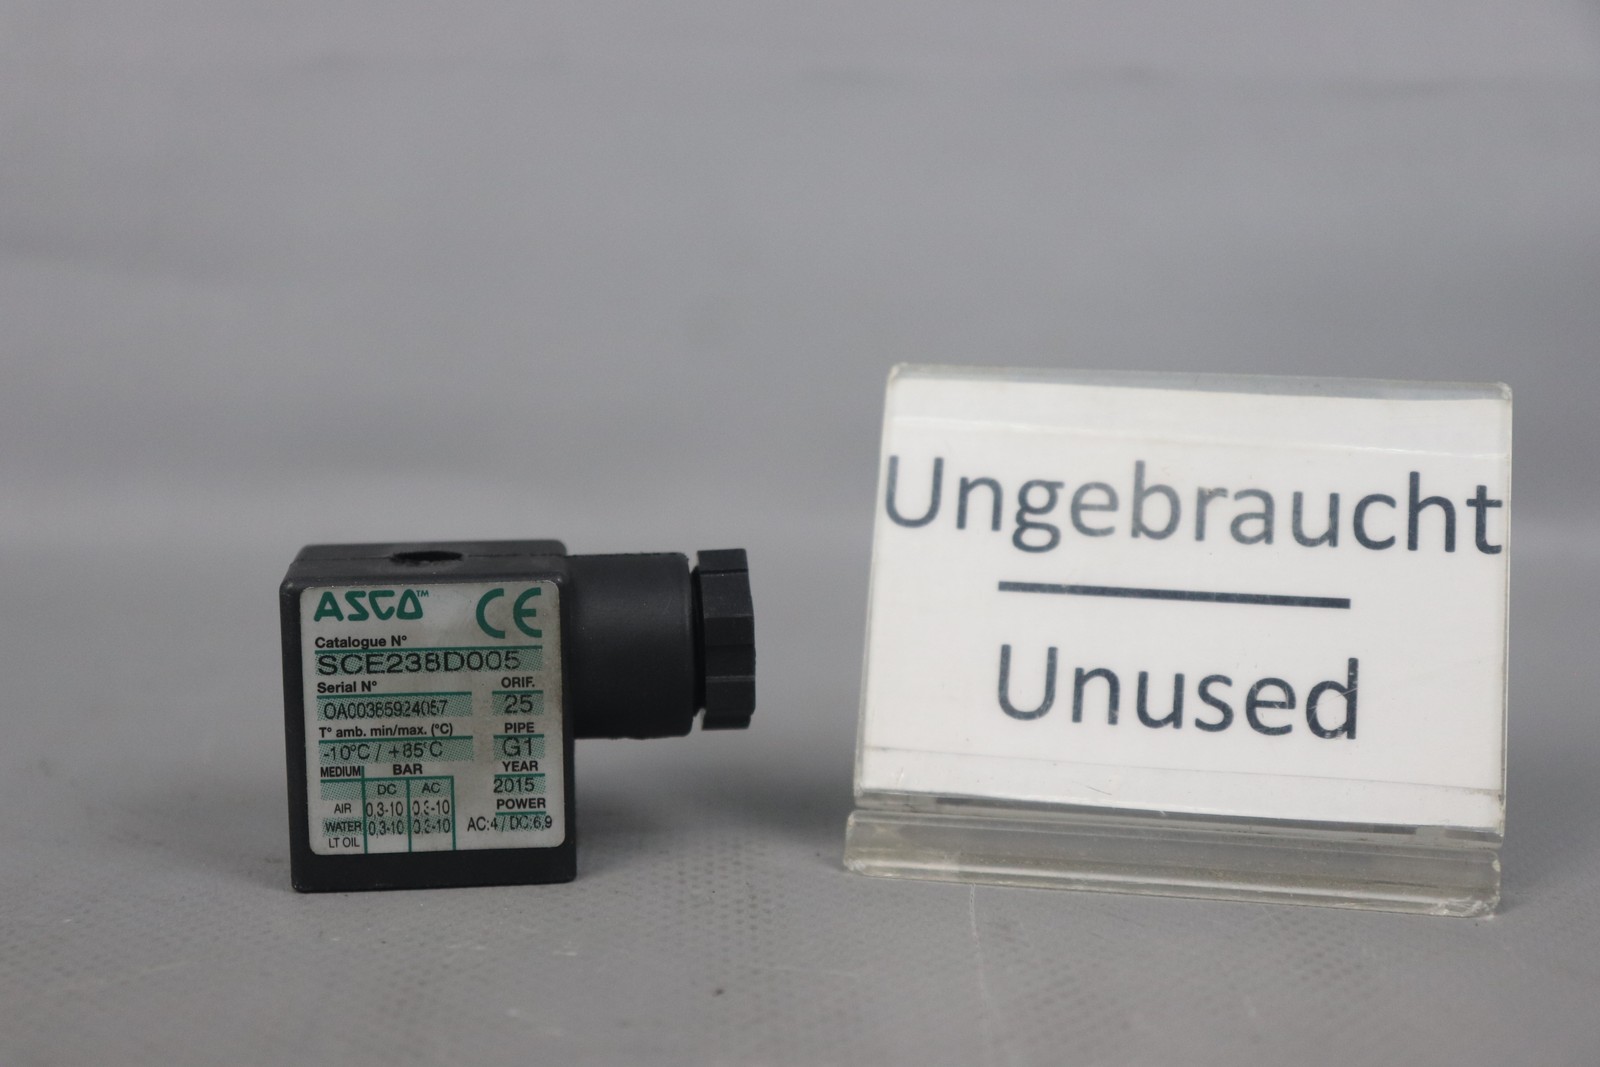 ASCO™ CE
Catalogue N°
SCE238D005
Serial N° ORIF.
OA00385924087 25
T° amb. min/max. (°C) PIPE
-10°C / +85°C G1
MEDIUM BAR YEAR
DC AC 2015
AIR 0,3-10 0,3-10 POWER
WATER 0,3-10 0,3-10 AC:4 / DC:6,9
LT OIL
Ungebraucht
Unused